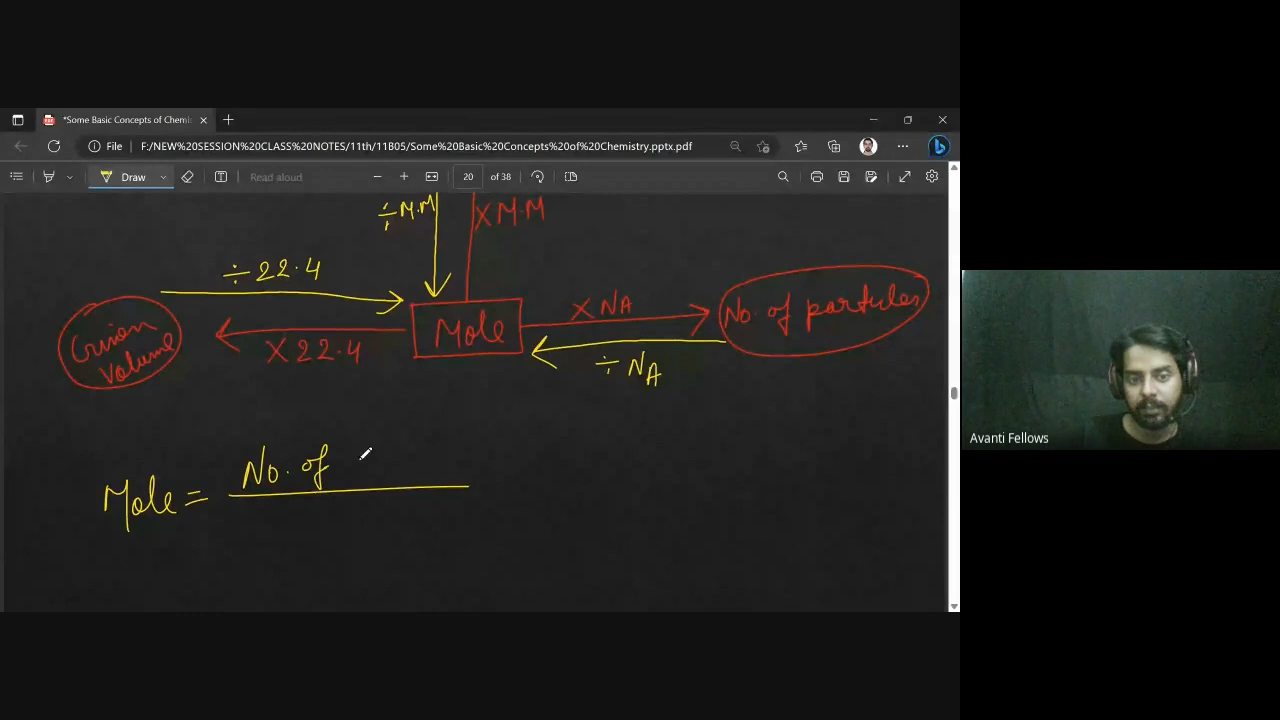 *Some Basic Concepts of Chemi
File F:/NEW%20SESSION%20CLASS%20NOTES/11th/11B05/Some%20Basic%20Concepts%20of%20Chemistry.pptx.pdf
Draw Read aloud 20 of 38
÷M.M ×M.M
÷22.4
Given Volume ×22.4 Mole ×NA No. of particles
÷NA
Mole = No. of
Avanti Fellows